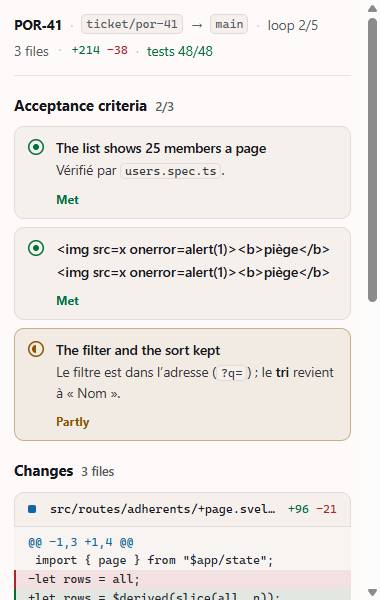 POR-41 · ticket/por-41 → main · loop 2/5
3 files · +214 −38 · tests 48/48
Acceptance criteria 2/3
The list shows 25 members a page
Vérifié par users.spec.ts.
Met
<img src=x onerror=alert(1)><b>piège</b>
<img src=x onerror=alert(1)><b>piège</b>
Met
The filter and the sort kept
Le filtre est dans l'adresse ( ?q= ) ; le tri revient
à « Nom ».
Partly
Changes 3 files
src/routes/adherents/+page.svel… +96 −21
@@ −1,3 +1,4 @@
import { page } from "$app/state";
−let rows = all;
+let rows = $derived(slice(all, n));